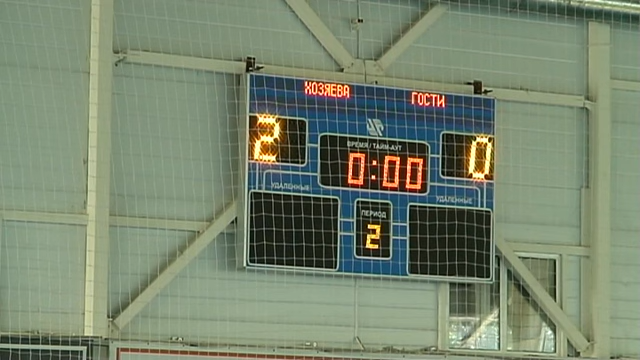 ХОЗЯЕВА ГОСТИ
2 0
ВРЕМЯ / ТАЙМ-АУТ
0:00
УДАЛЕННЫЕ УДАЛЕННЫЕ
ПЕРИОД
2